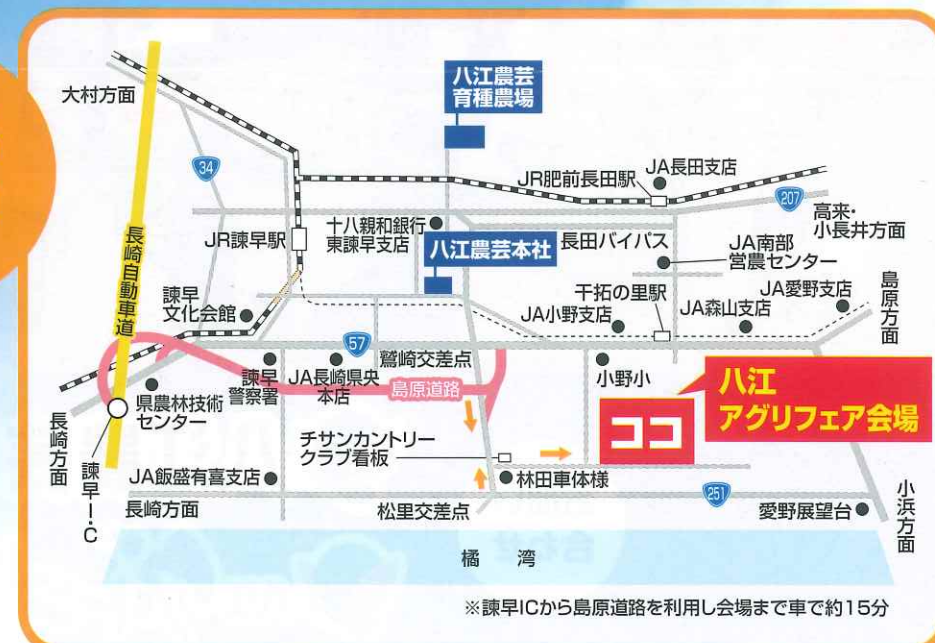 大村方面
八江農芸
育種農場
34
JR肥前長田駅
JA長田支店
207
高来・
小長井方面
十八親和銀行
東諫早支店
長田バイパス
JR諫早駅
八江農芸本社
JA南部
営農センター
長崎自動車道
諫早
文化会館
干拓の里駅
JA愛野支店
JA小野支店
JA森山支店
島原方面
57
鷲崎交差点
諫早
警察署
JA長崎県央
本店
島原道路
小野小
八江
アグリフェア会場
ココ
県農林技術
センター
長崎方面
諫早I・C
チサンカントリー
クラブ看板
JA飯盛有喜支店
林田車体様
251
長崎方面
松里交差点
愛野展望台
小浜方面
橘 湾
※諫早ICから島原道路を利用し会場まで車で約15分